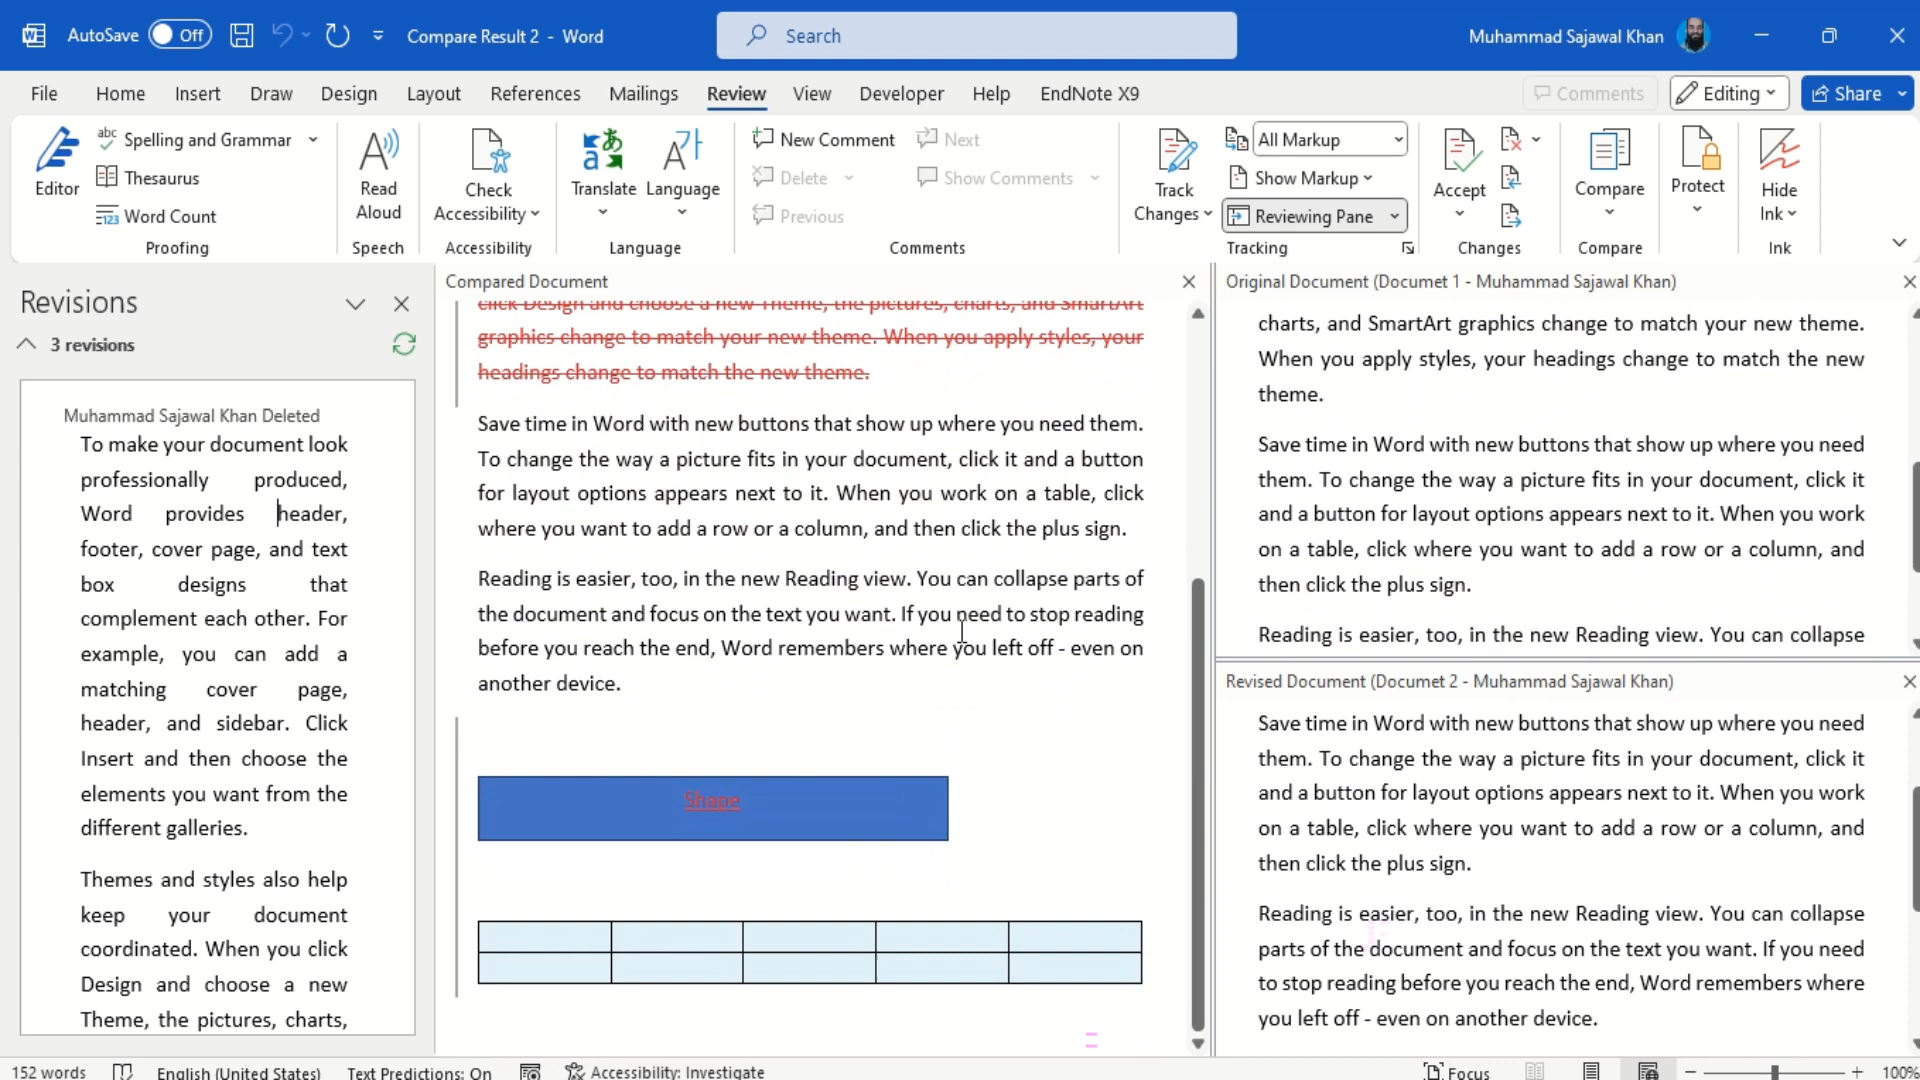 AutoSave Off Compare Result 2 - Word Search Muhammad Sajawal Khan
File Home Insert Draw Design Layout References Mailings Review View Developer Help EndNote X9 Comments Editing Share
Editor
abc Spelling and Grammar
Thesaurus
123 Word Count
Proofing
Read
Aloud
Speech
Check
Accessibility
Accessibility
Translate
Language
Language
New Comment
Delete
Previous
Next
Show Comments
Comments
Track
Changes
All Markup
Show Markup
Reviewing Pane
Tracking
Accept
Changes
Compare
Compare
Protect
Hide
Ink
Ink
Revisions
3 revisions
Muhammad Sajawal Khan Deleted
To make your document look
professionally produced,
Word provides header,
footer, cover page, and text
box designs that
complement each other. For
example, you can add a
matching cover page,
header, and sidebar. Click
Insert and then choose the
elements you want from the
different galleries.
Themes and styles also help
keep your document
coordinated. When you click
Design and choose a new
Theme, the pictures, charts,
Compared Document
click Design and choose a new Theme, the pictures, charts, and SmartArt
graphics change to match your new theme. When you apply styles, your
headings change to match the new theme.
Save time in Word with new buttons that show up where you need them.
To change the way a picture fits in your document, click it and a button
for layout options appears next to it. When you work on a table, click
where you want to add a row or a column, and then click the plus sign.
Reading is easier, too, in the new Reading view. You can collapse parts of
the document and focus on the text you want. If you need to stop reading
before you reach the end, Word remembers where you left off - even on
another device.
Shape
Original Document (Documet 1 - Muhammad Sajawal Khan)
charts, and SmartArt graphics change to match your new theme.
When you apply styles, your headings change to match the new
theme.
Save time in Word with new buttons that show up where you need
them. To change the way a picture fits in your document, click it
and a button for layout options appears next to it. When you work
on a table, click where you want to add a row or a column, and
then click the plus sign.
Reading is easier, too, in the new Reading view. You can collapse
Revised Document (Documet 2 - Muhammad Sajawal Khan)
Save time in Word with new buttons that show up where you need
them. To change the way a picture fits in your document, click it
and a button for layout options appears next to it. When you work
on a table, click where you want to add a row or a column, and
then click the plus sign.
Reading is easier, too, in the new Reading view. You can collapse
parts of the document and focus on the text you want. If you need
to stop reading before you reach the end, Word remembers where
you left off - even on another device.
152 words English (United States) Text Predictions: On Accessibility: Investigate Focus 100%